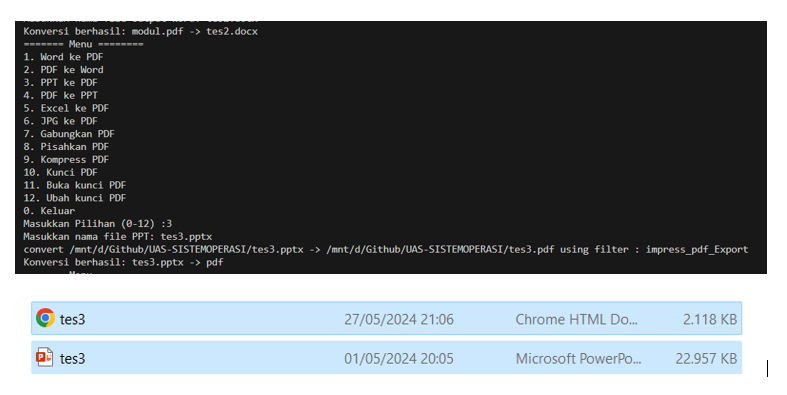 Konversi berhasil: modul.pdf -> tes2.docx
======= Menu ========
1. Word ke PDF
2. PDF ke Word
3. PPT ke PDF
4. PDF ke PPT
5. Excel ke PDF
6. JPG ke PDF
7. Gabungkan PDF
8. Pisahkan PDF
9. Kompress PDF
10. Kunci PDF
11. Buka kunci PDF
12. Ubah kunci PDF
0. Keluar
Masukkan Pilihan (0-12) :3
Masukkan nama file PPT: tes3.pptx
convert /mnt/d/Github/UAS-SISTEMOPERASI/tes3.pptx -> /mnt/d/Github/UAS-SISTEMOPERASI/tes3.pdf using filter : impress_pdf_Export
Konversi berhasil: tes3.pptx -> pdf
tes3 27/05/2024 21:06 Chrome HTML Do... 2.118 KB
tes3 01/05/2024 20:05 Microsoft PowerPo... 22.957 KB